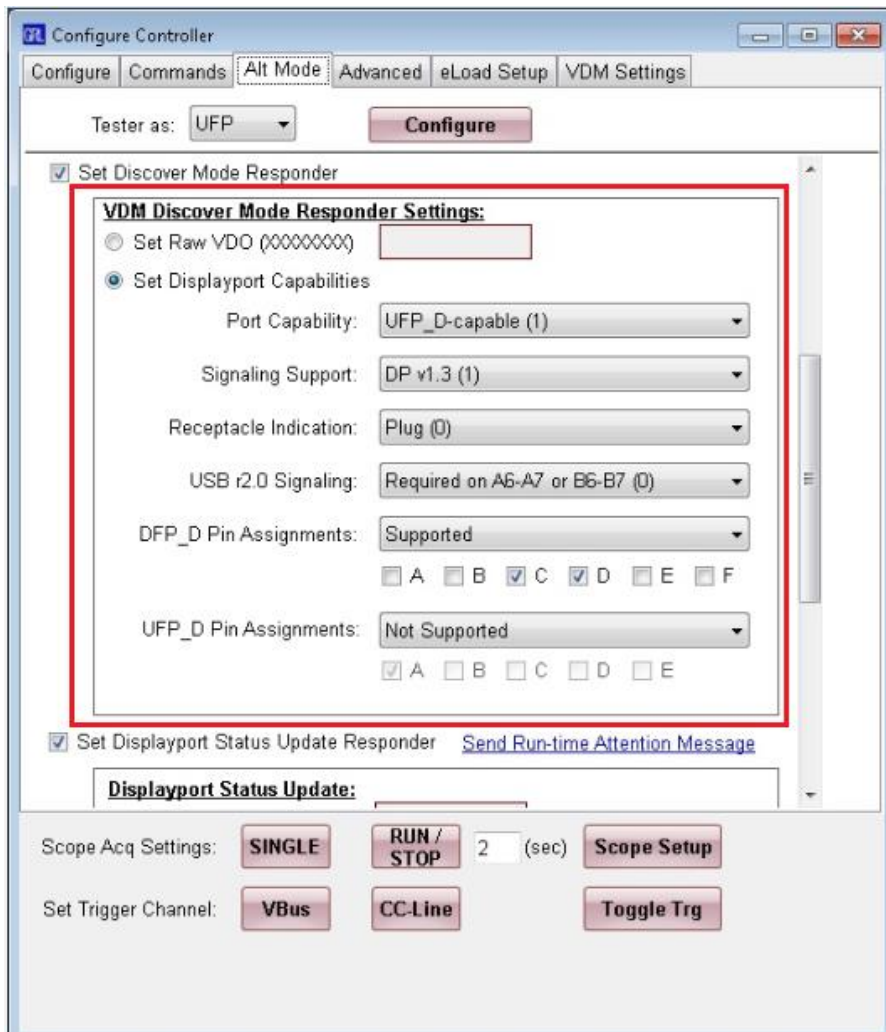 GRL Configure Controller
Configure Commands Alt Mode Advanced eLoad Setup VDM Settings
Tester as: UFP Configure
Set Discover Mode Responder
VDM Discover Mode Responder Settings:
Set Raw VDO (XXXXXXXX)
Set Displayport Capabilities
Port Capability: UFP_D-capable (1)
Signaling Support: DP v1.3 (1)
Receptacle Indication: Plug (0)
USB r2.0 Signaling: Required on A6-A7 or B6-B7 (0)
DFP_D Pin Assignments: Supported
A B C D E F
UFP_D Pin Assignments: Not Supported
A B C D E
Set Displayport Status Update Responder Send Run-time Attention Message
Displayport Status Update:
Scope Acq Settings: SINGLE RUN / STOP 2 (sec) Scope Setup
Set Trigger Channel: VBus CC-Line Toggle Trg